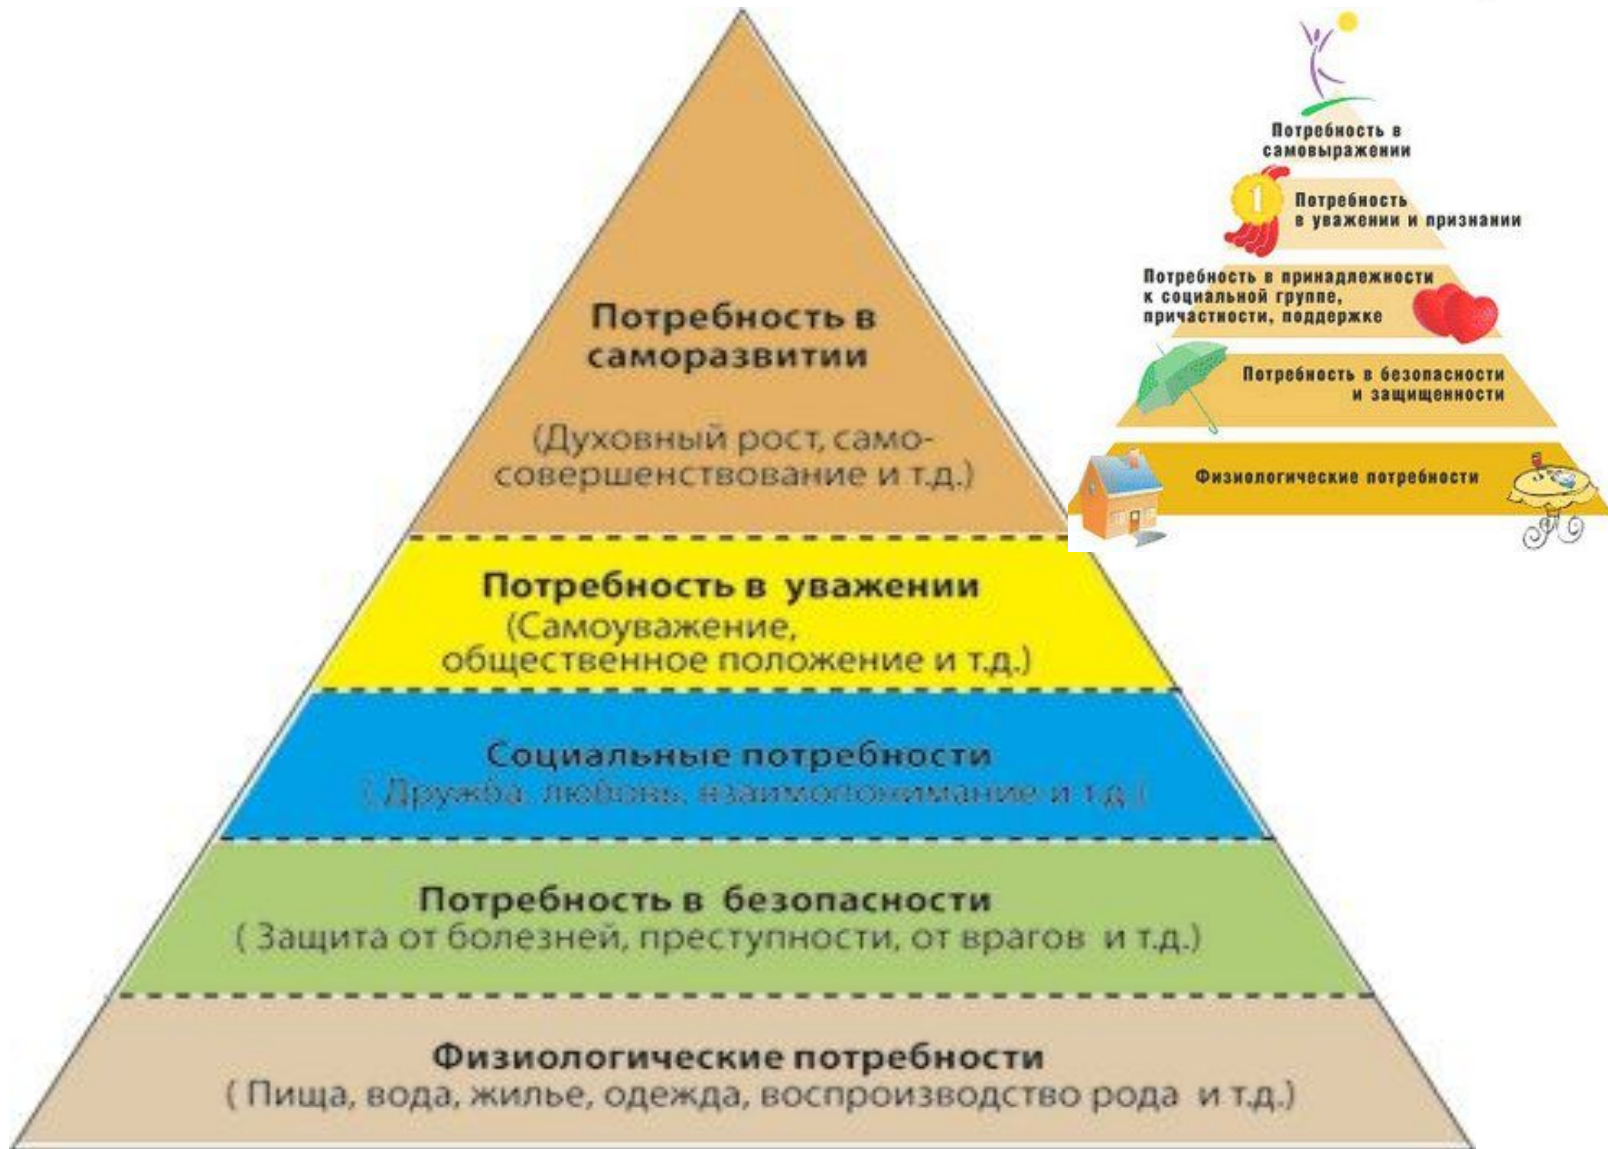 Потребность в
саморазвитии
(Духовный рост, само-
совершенствование и т.д.)
Потребность в уважении
(Самоуважение,
общественное положение и т.д.)
Социальные потребности
( Дружба, любовь, взаимопонимание и т.д.)
Потребность в безопасности
( Защита от болезней, преступности, от врагов и т.д.)
Физиологические потребности
( Пища, вода, жилье, одежда, воспроизводство рода и т.д.)
Потребность в
самовыражении
1
Потребность
в уважении и признании
Потребность в принадлежности
к социальной группе,
причастности, поддержке
Потребность в безопасности
и защищенности
Физиологические потребности